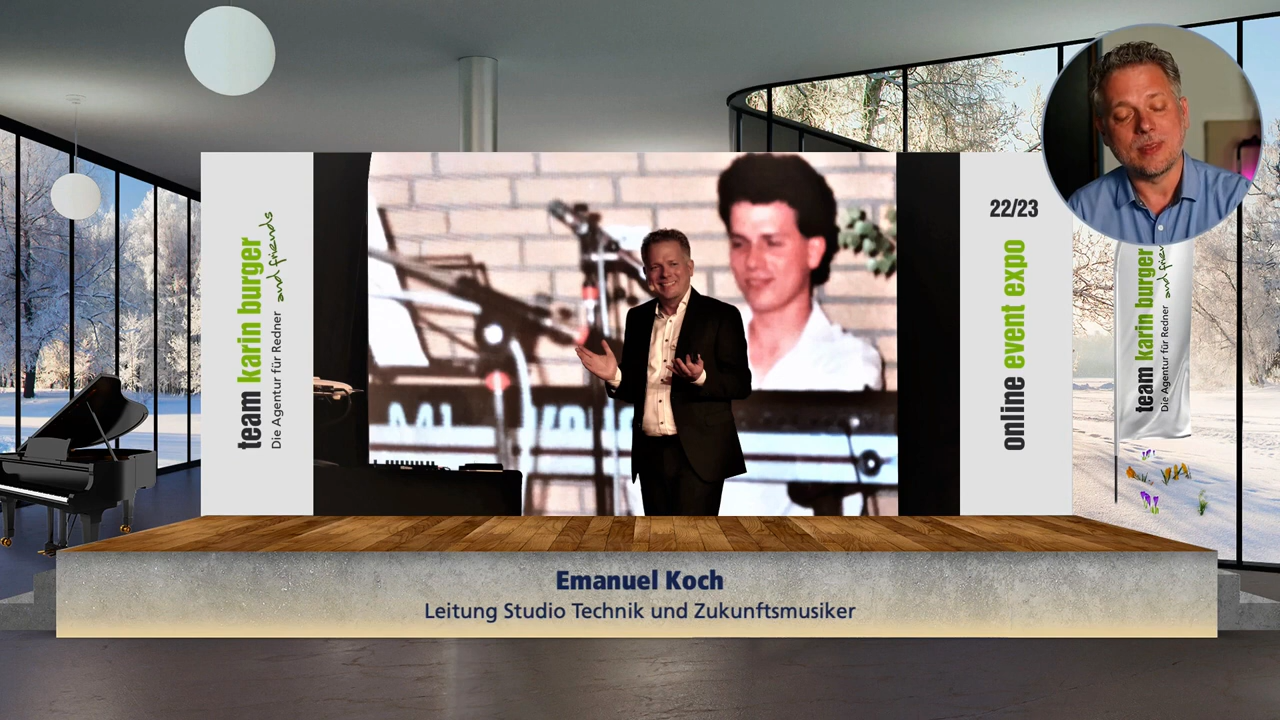 team karin burger
and friends
Die Agentur für Redner
22/23
online event expo
team karin burger
and friends
Die Agentur für Redner
M1
Emanuel Koch
Leitung Studio Technik und Zukunftsmusiker